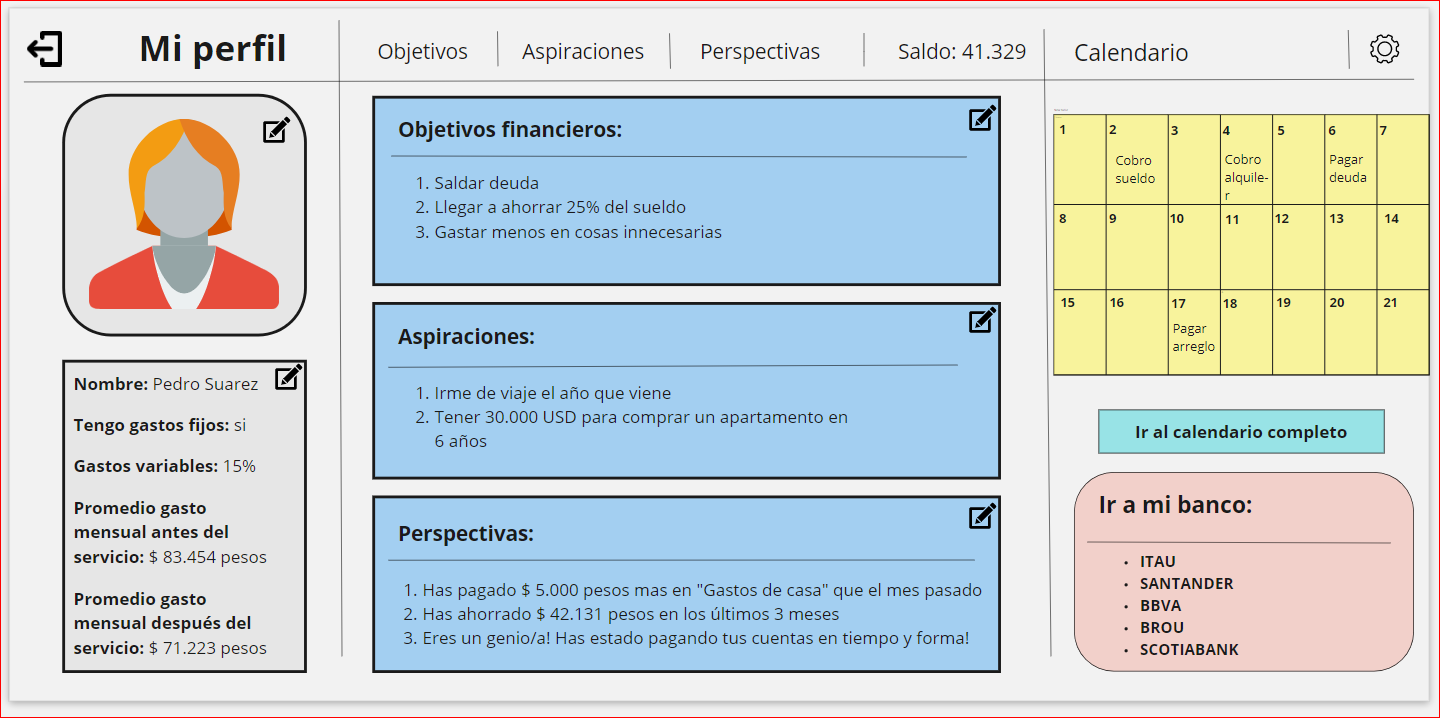 Mi perfil
Objetivos
Aspiraciones
Perspectivas
Saldo: 41.329
Calendario
Nombre: Pedro Suarez
Tengo gastos fijos: si
Gastos variables: 15%
Promedio gasto
mensual antes del
servicio: $ 83.454 pesos
Promedio gasto
mensual después del
servicio: $ 71.223 pesos
Objetivos financieros:
1. Saldar deuda
2. Llegar a ahorrar 25% del sueldo
3. Gastar menos en cosas innecesarias
Aspiraciones:
1. Irme de viaje el año que viene
2. Tener 30.000 USD para comprar un apartamento en
6 años
Perspectivas:
1. Has pagado $ 5.000 pesos mas en "Gastos de casa" que el mes pasado
2. Has ahorrado $ 42.131 pesos en los últimos 3 meses
3. Eres un genio/a! Has estado pagando tus cuentas en tiempo y forma!
1 2 3 4 5 6 7
Cobro
sueldo
Cobro
alquile-
r
Pagar
deuda
8 9 10 11 12 13 14
15 16 17 18 19 20 21
Pagar
arreglo
Ir al calendario completo
Ir a mi banco:
• ITAU
• SANTANDER
• BBVA
• BROU
• SCOTIABANK